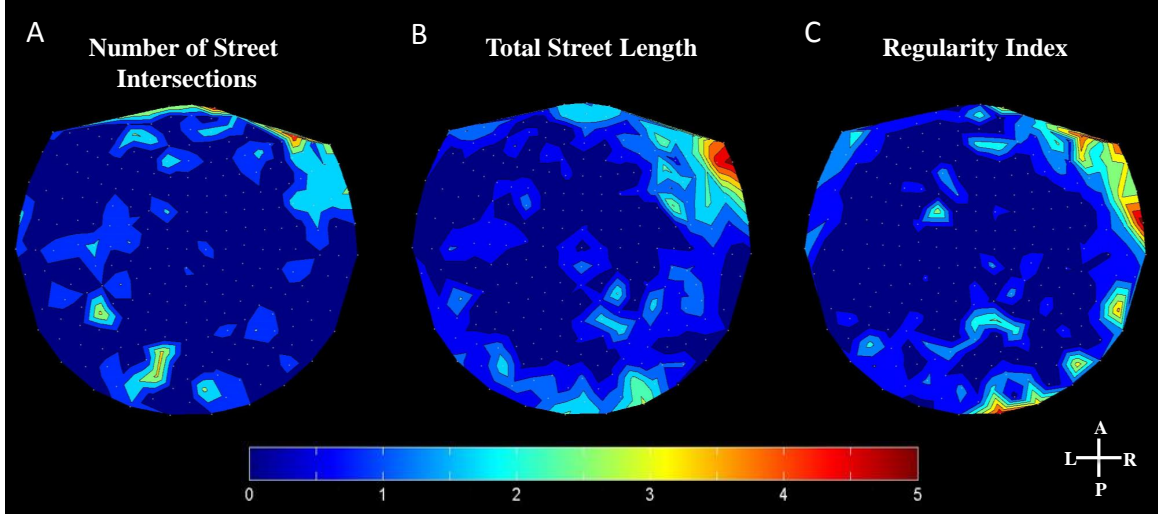 A
Number of Street
Intersections
B
Total Street Length
C
Regularity Index
0 1 2 3 4 5
A
L R
P